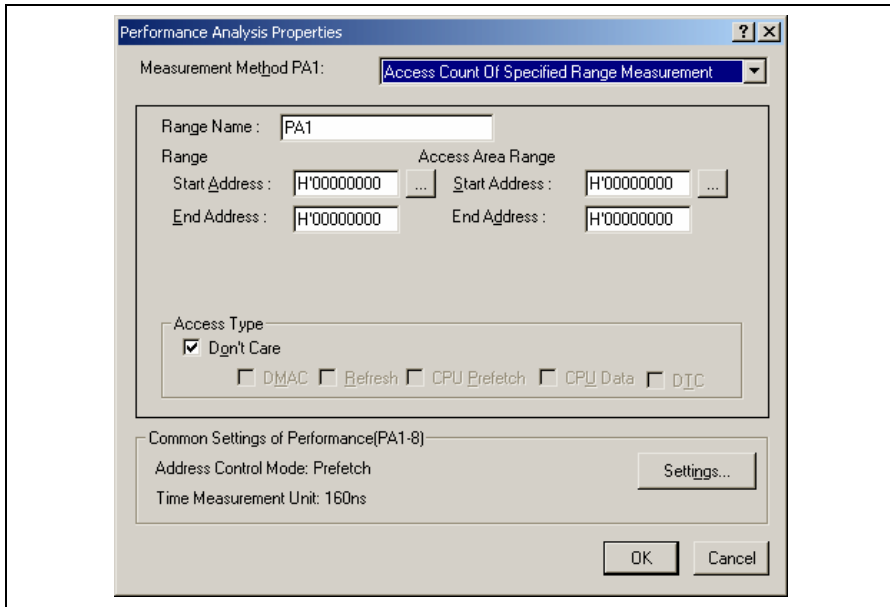 Performance Analysis Properties
Measurement Method PA1: Access Count Of Specified Range Measurement
Range Name : PA1
Range Access Area Range
Start Address : H'00000000 ... Start Address : H'00000000 ...
End Address : H'00000000 End Address : H'00000000
Access Type
Don't Care
DMAC Refresh CPU Prefetch CPU Data DTC
Common Settings of Performance(PA1-8)
Address Control Mode: Prefetch Settings...
Time Measurement Unit: 160ns
OK Cancel